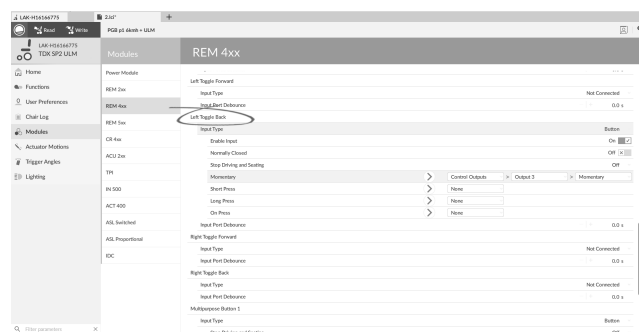 LAK-H16166775
2.lci*
+
Read
Write
PGB p1 6kmh + ULM
LAK-H16166775
TDX SP2 ULM
Modules
REM 4xx
Home
Functions
User Preferences
Chair Log
Modules
Actuator Motions
Trigger Angles
Lighting
Power Module
REM 2xx
REM 4xx
REM 5xx
CR 4xx
ACU 2xx
TM
IN 500
ACT 400
ASL Switched
ASL Proportional
IDC
Left Toggle Forward
Input Type Not Connected
Input Port Debounce 0.0 s
Left Toggle Back
Input Type Button
Enable Input On
Normally Closed Off
Stop Driving and Seating Off
Momentary > Control Outputs > Output 3 > Momentary
Short Press > None
Long Press > None
On Press > None
Input Port Debounce 0.0 s
Right Toggle Forward
Input Type Not Connected
Input Port Debounce 0.0 s
Right Toggle Back
Input Type Not Connected
Input Port Debounce 0.0 s
Multipurpose Button 1
Input Type Button
Filter parameters